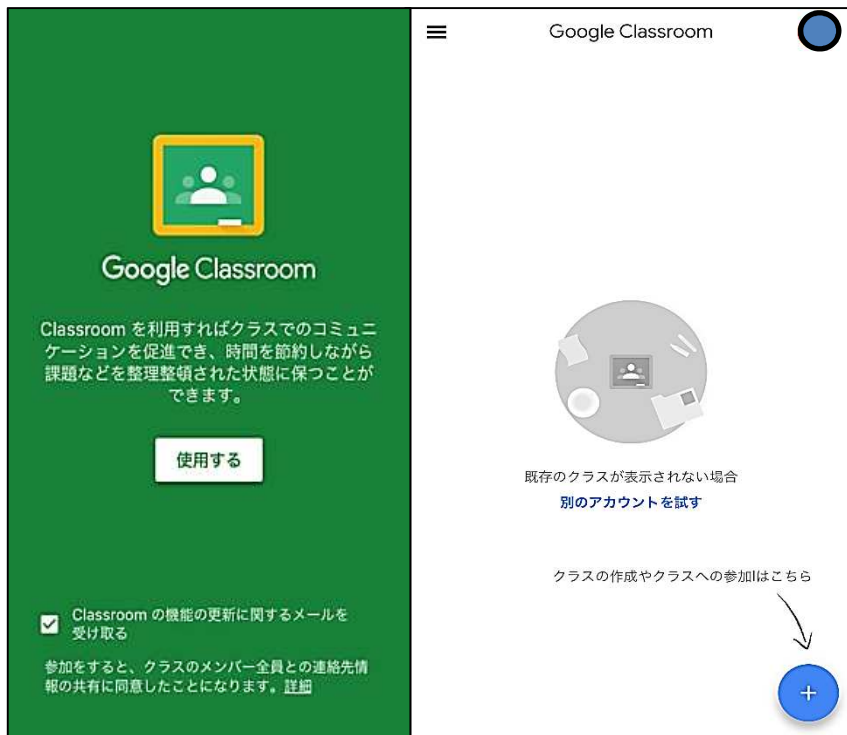 Google Classroom
Classroom を利用すればクラスでのコミュニ
ケーションを促進でき、時間を節約しながら
課題などを整理整頓された状態に保つことが
できます。
使用する
Classroom の機能の更新に関するメールを
受け取る
参加をすると、クラスのメンバー全員との連絡先情
報の共有に同意したことになります。詳細
Google Classroom
既存のクラスが表示されない場合
別のアカウントを試す
クラスの作成やクラスへの参加はこちら